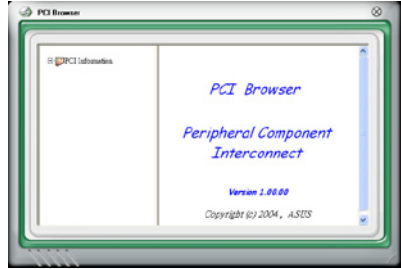 PCI Browser
PCI Information
PCI Browser
Peripheral Component
Interconnect
Version 1.00.00
Copyright (c) 2004, ASUS